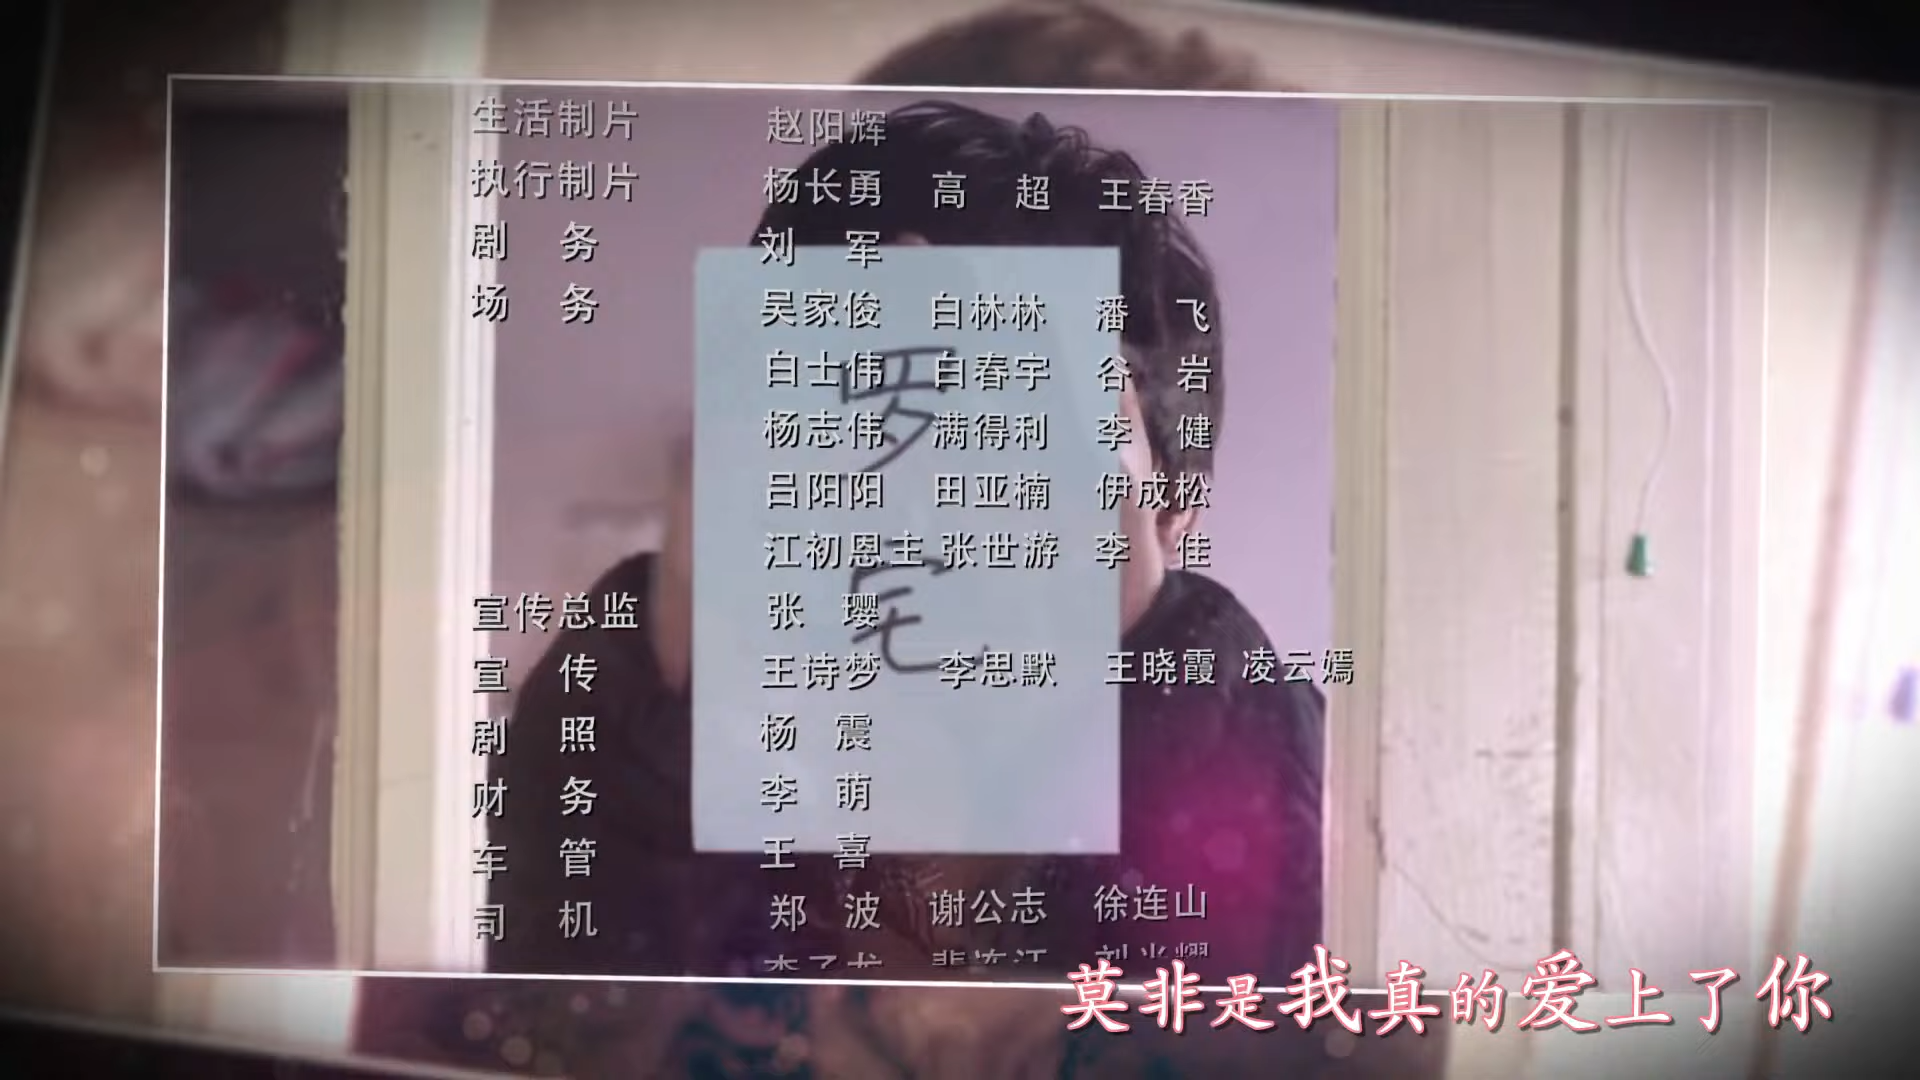 生活制片 赵阳辉
执行制片 杨长勇 高 超 王春香
剧 务 刘 军
场 务 吴家俊 白林林 潘 飞
白士伟 白春宇 谷 岩
杨志伟 满得利 李 健
吕阳阳 田亚楠 伊成松
江初恩主 张世游 李 佳
宣传总监 张 璎
宣 传 王诗梦 李思默 王晓霞 凌云嫣
剧 照 杨 震
财 务 李 萌
车 管 王 喜
司 机 郑 波 谢公志 徐连山
罗
宅
莫非是我真的爱上了你